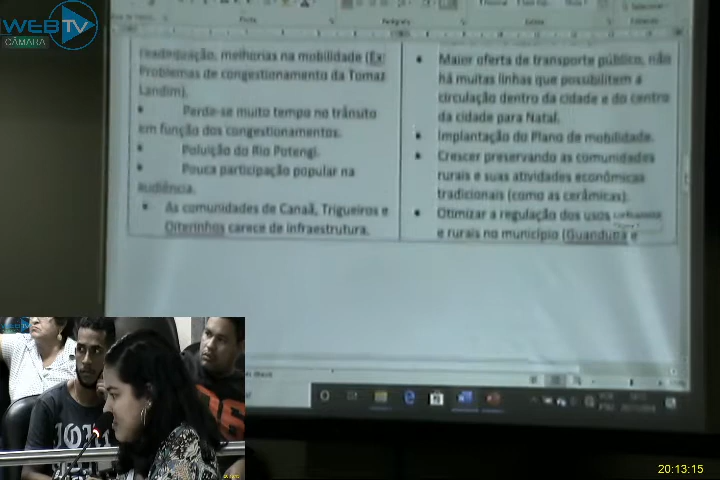 WEB TV
CÂMARA
readequação, melhorias na mobilidade (Ex:
Problemas de congestionamento da Tomaz
Landim).
• Perde-se muito tempo no trânsito
em função dos congestionamentos.
• Poluição do Rio Potengi.
• Pouca participação popular na
Audiência.
• As comunidades de Canaã, Trigueiros e
Oiterinhos carece de infraestrutura.
• Maior oferta de transporte público, não
há muitas linhas que possibilitem a
circulação dentro da cidade e do centro
da cidade para Natal.
• Implantação do Plano de mobilidade.
• Crescer preservando as comunidades
rurais e suas atividades econômicas
tradicionais (como as cerâmicas).
• Otimizar a regulação dos usos
e rurais no município (Guanduba e
20:13:15